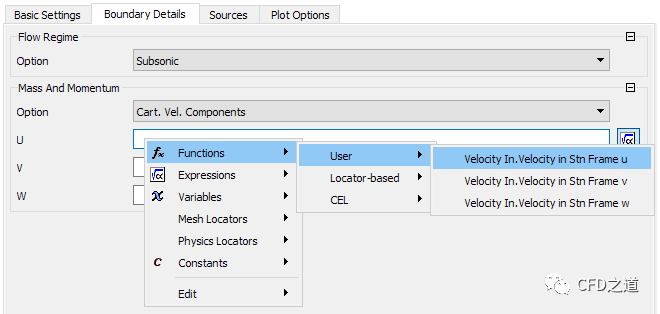 Basic Settings Boundary Details Sources Plot Options
Flow Regime
Option Subsonic
Mass And Momentum
Option Cart. Vel. Components
U
V
W
Functions
Expressions
Variables
Mesh Locators
Physics Locators
Constants
Edit
User
Locator-based
CEL
Velocity In.Velocity in Stn Frame u
Velocity In.Velocity in Stn Frame v
Velocity In.Velocity in Stn Frame w
CFD之道